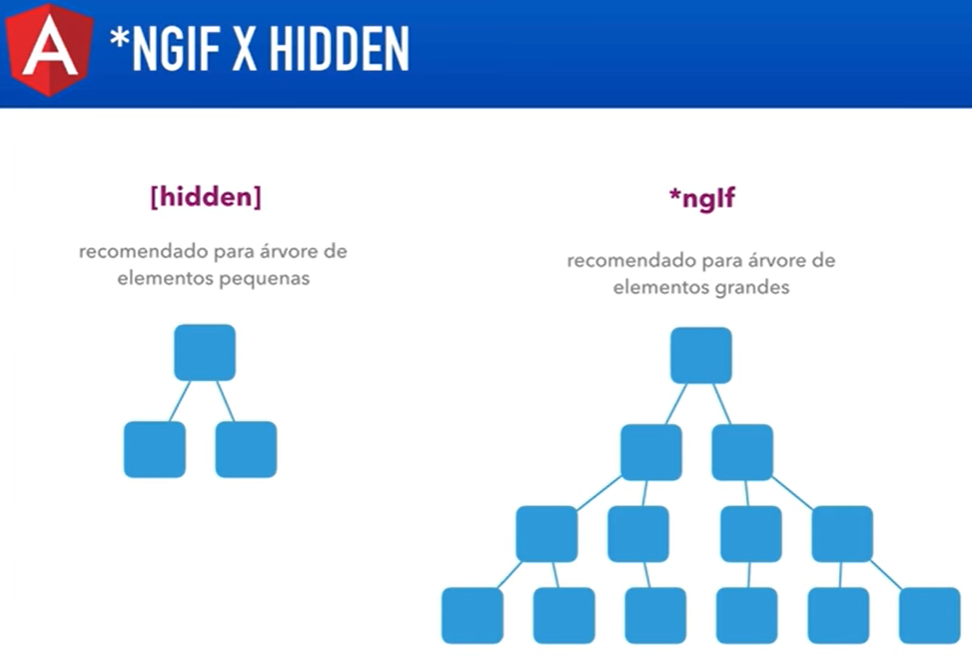 A
*NGIF X HIDDEN
[hidden]
recomendado para árvore de
elementos pequenas
*ngIf
recomendado para árvore de
elementos grandes